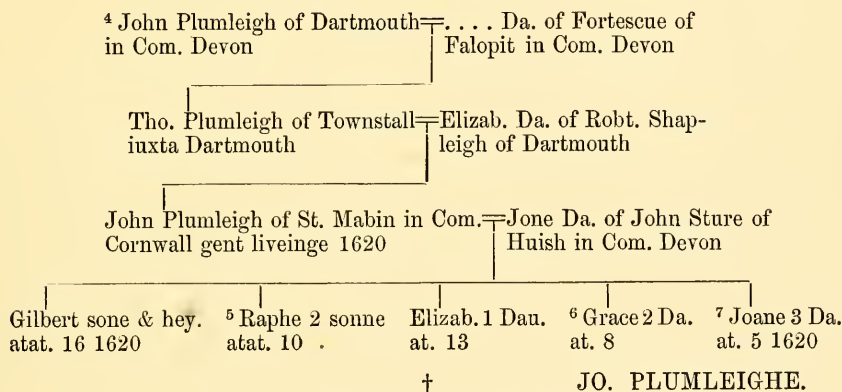 ⁴ John Plumleigh of Dartmouth=. . . . Da. of Fortescue of
in Com. Devon Falopit in Com. Devon
Tho. Plumleigh of Townstall=Elizab. Da. of Robt. Shap-
iuxta Dartmouth leigh of Dartmouth
John Plumleigh of St. Mabin in Com.=Jone Da. of John Sture of
Cornwall gent liveinge 1620 Huish in Com. Devon
Gilbert sone & hey. ⁵ Raphe 2 sonne Elizab. 1 Dau. ⁶ Grace 2 Da. ⁷ Joane 3 Da.
atat. 16 1620 atat. 10 . at. 13 at. 8 at. 5 1620
† JO. PLUMLEIGHE.